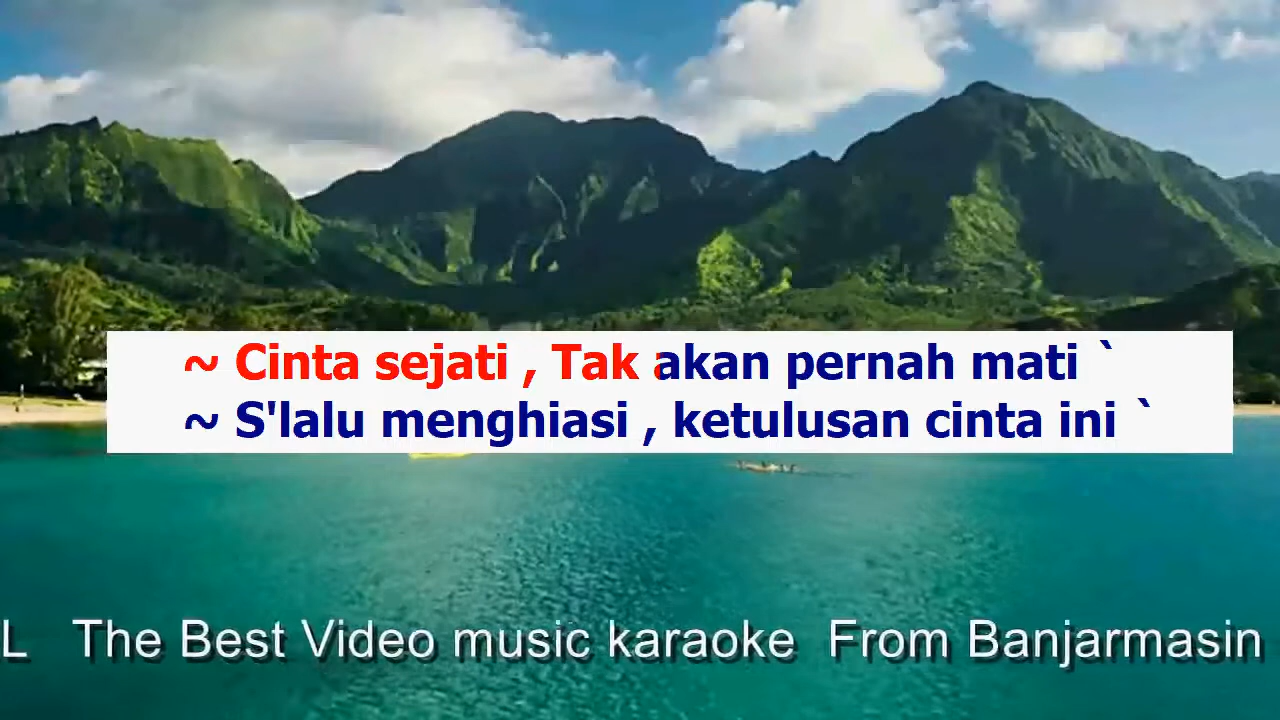 ~ Cinta sejati , Tak akan pernah mati `
~ S'lalu menghiasi , ketulusan cinta ini `
L The Best Video music karaoke From Banjarmasin